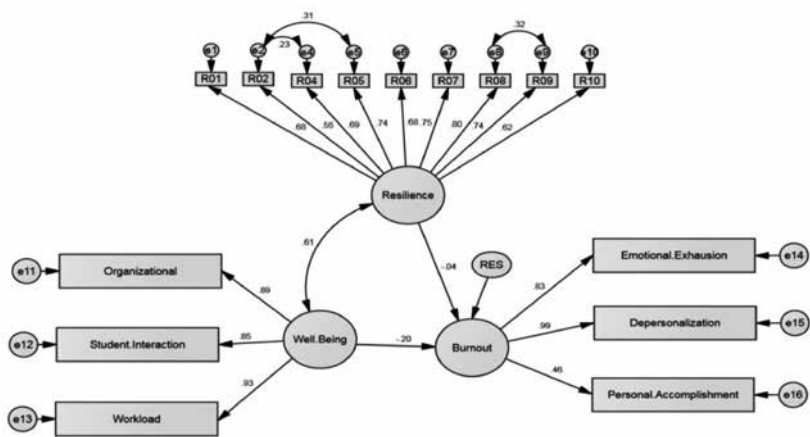 .31
.32
.23
e1 e2 e4 e5 e6 e7 e8 e9 e10
R01 R02 R04 R05 R06 R07 R08 R09 R10
.68 .56 .69 .74 .68 .75 .80 .74 .62
Resilience
.61
-.04
RES
e11 Organizational
.89
e12 Student.Interaction
.85
e13 Workload
.93
Well.Being
-.20
Burnout
Emotional.Exhausion e14
.83
Depersonalization e15
.99
Personal.Accomplishment e16
.46